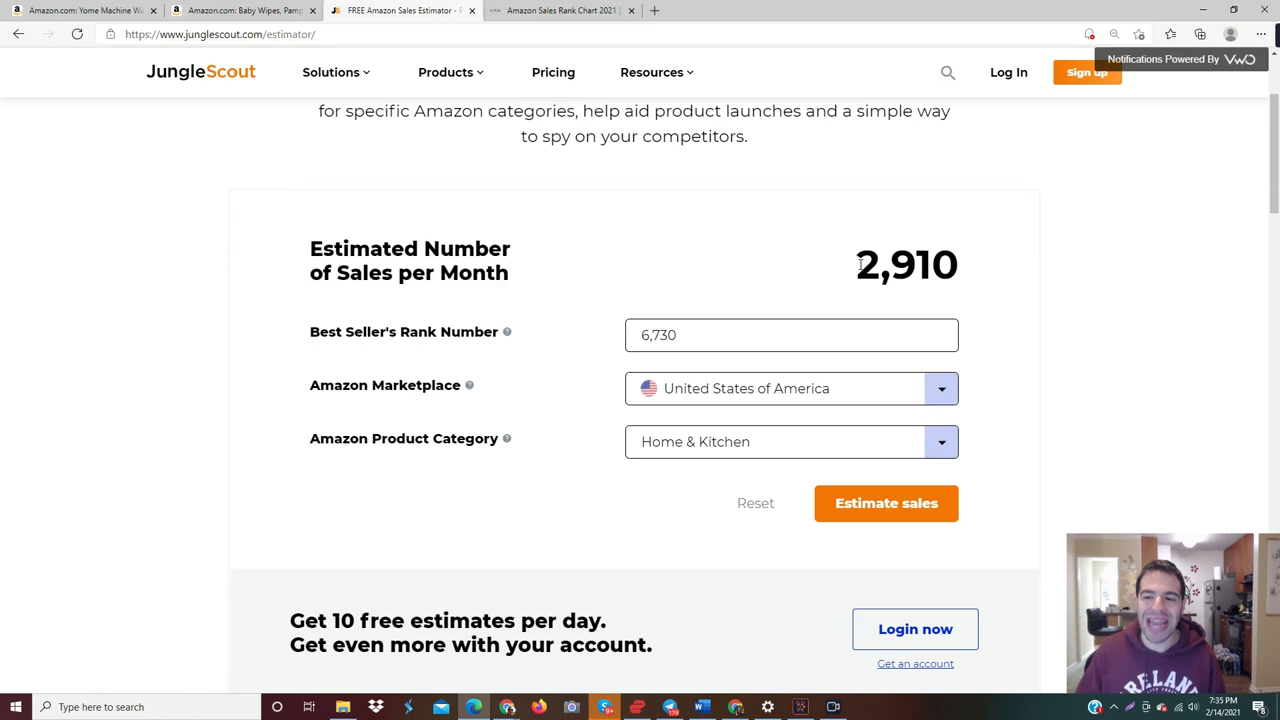 Amazon.com: Yome Machine Wa
Amazon.com: Baby Wipes, Pamp
JS FREE Amazon Sales Estimator - P
Amazon Sales Rank Chart 2021 |
https://www.junglescout.com/estimator/
Notifications Powered By VWO
JungleScout
Solutions
Products
Pricing
Resources
Log In
Sign up
for specific Amazon categories, help aid product launches and a simple way
to spy on your competitors.
Estimated Number
of Sales per Month
2,910
Best Seller's Rank Number
6,730
Amazon Marketplace
United States of America
Amazon Product Category
Home & Kitchen
Reset
Estimate sales
Get 10 free estimates per day.
Get even more with your account.
Login now
Get an account
Type here to search
7:35 PM
2/14/2021